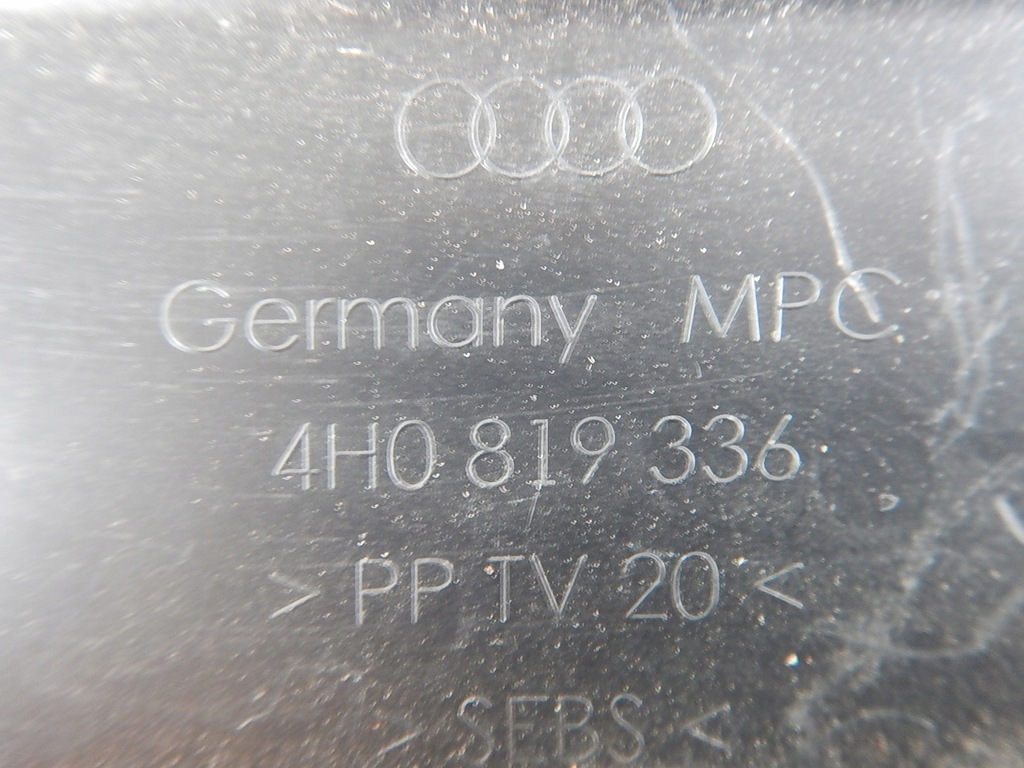 Germany MPC
4H0 819 336
> PP TV 20 <
> SEBS <